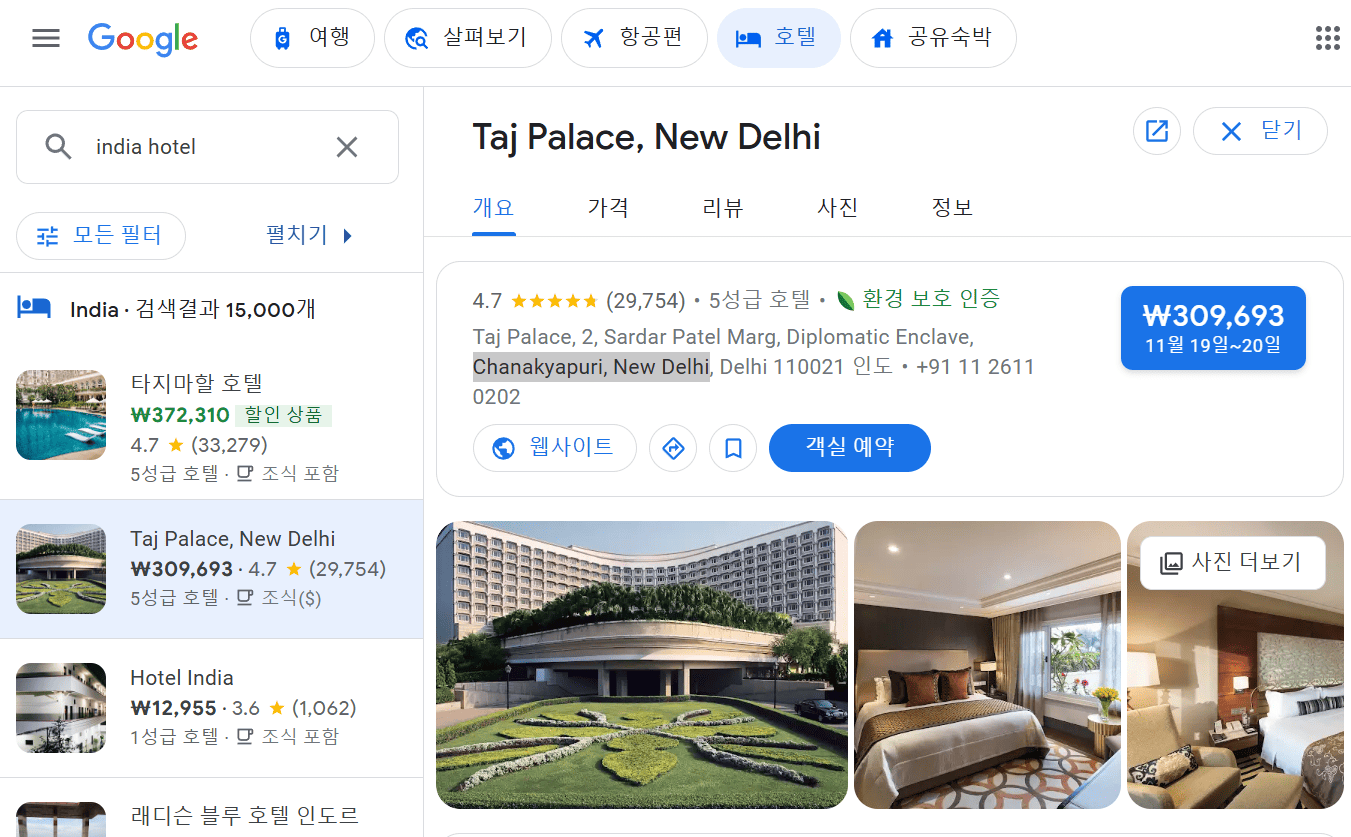 Google
여행
살펴보기
항공편
호텔
공유숙박
india hotel
모든 필터
펼치기
India · 검색결과 15,000개
타지마할 호텔
₩372,310 할인 상품
4.7 ★ (33,279)
5성급 호텔 · 조식 포함
Taj Palace, New Delhi
₩309,693 · 4.7 ★ (29,754)
5성급 호텔 · 조식($)
Hotel India
₩12,955 · 3.6 ★ (1,062)
1성급 호텔 · 조식 포함
래디슨 블루 호텔 인도르
Taj Palace, New Delhi
닫기
개요
가격
리뷰
사진
정보
4.7 ★★★★★ (29,754) • 5성급 호텔 • 환경 보호 인증
Taj Palace, 2, Sardar Patel Marg, Diplomatic Enclave,
Chanakyapuri, New Delhi, Delhi 110021 인도 • +91 11 2611
0202
₩309,693
11월 19일~20일
웹사이트
객실 예약
사진 더보기